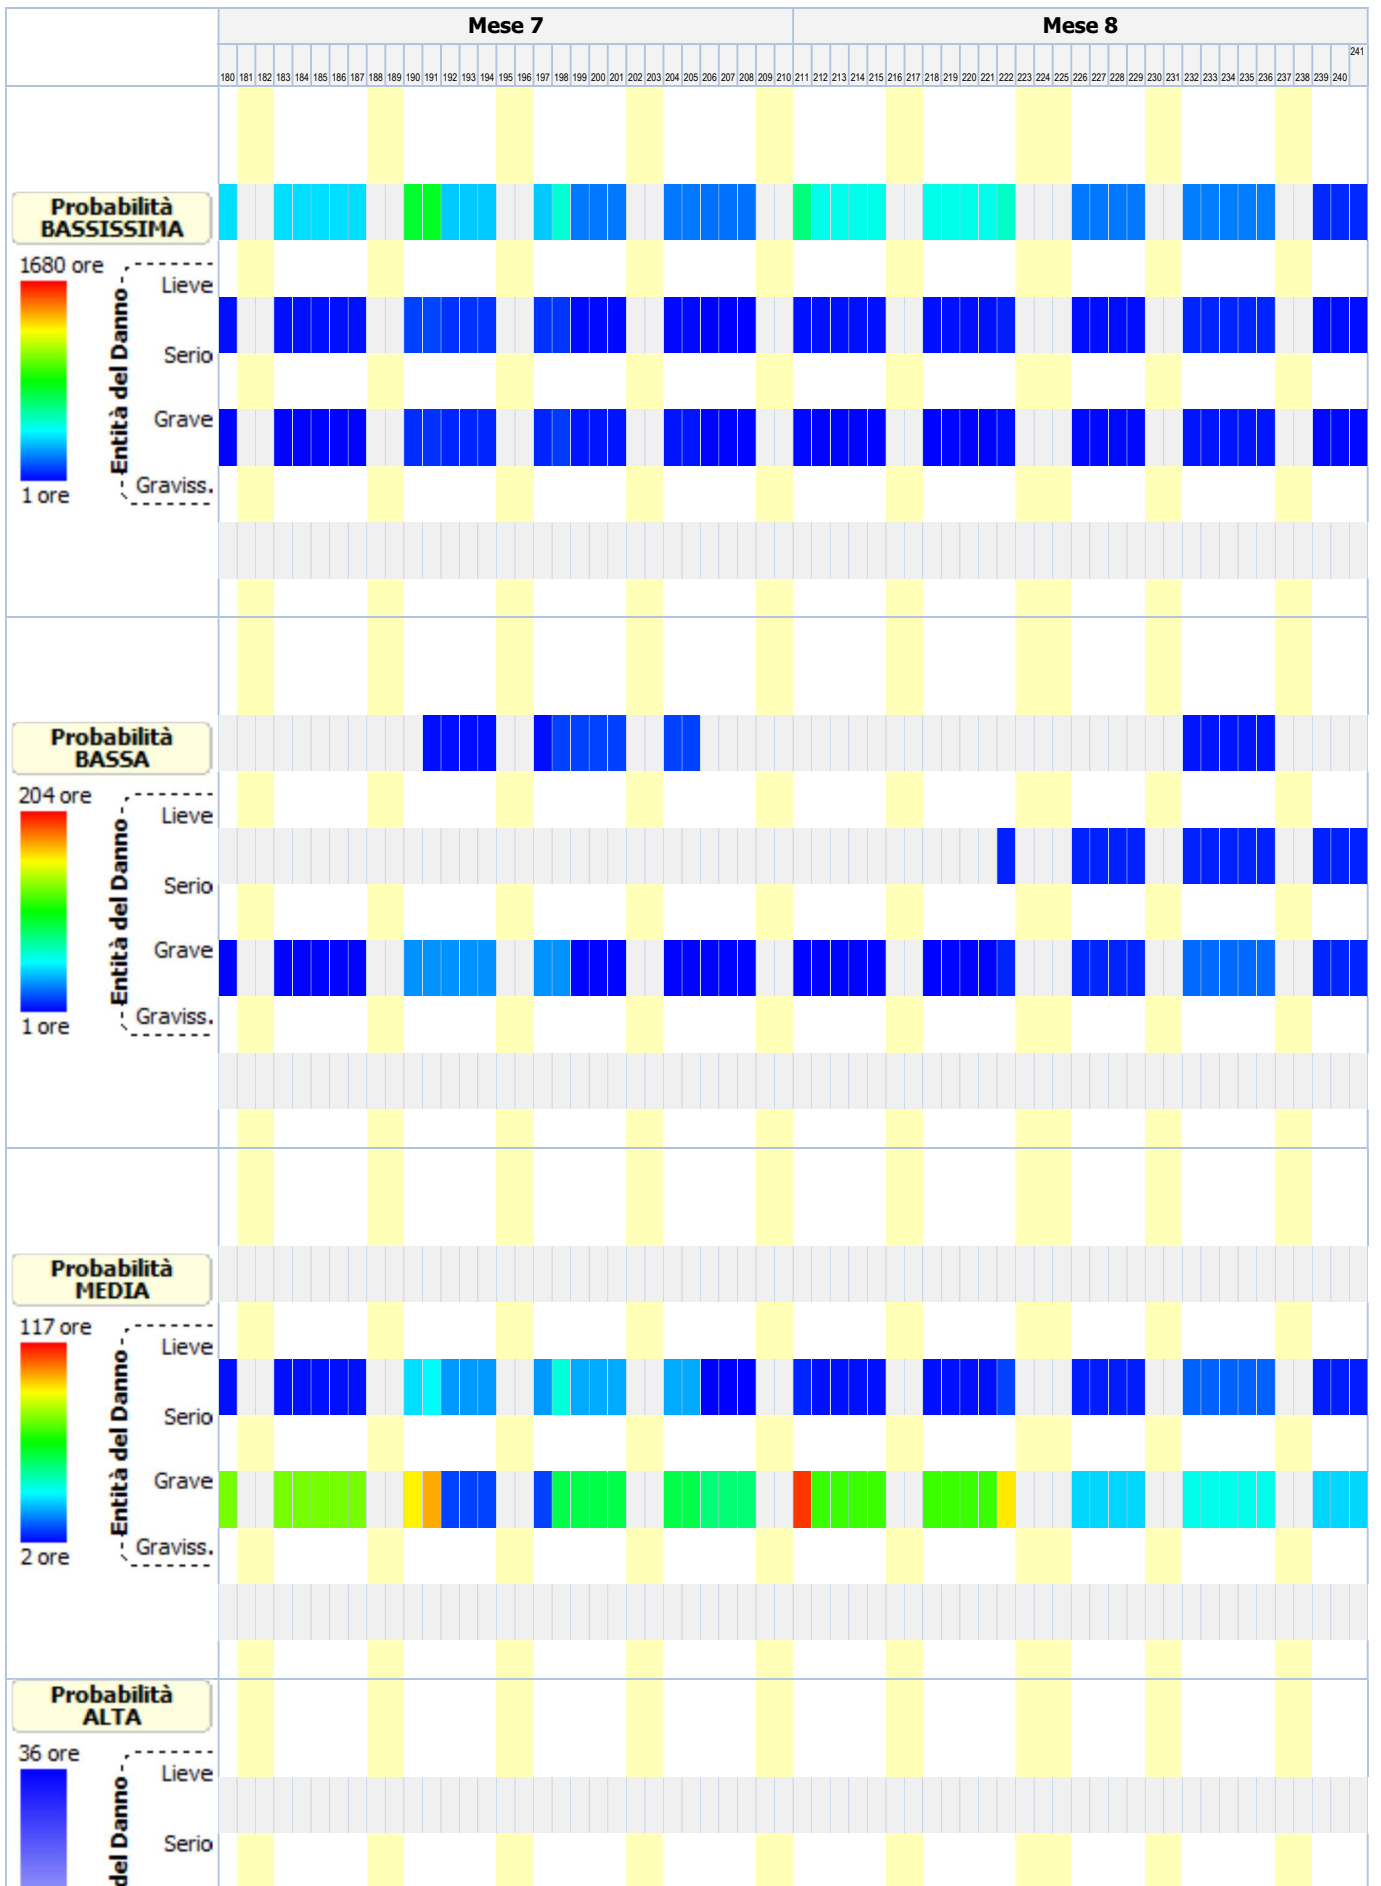 Mese 7 Mese 8
241
180 181 182 183 184 185 186 187 188 189 190 191 192 193 194 195 196 197 198 199 200 201 202 203 204 205 206 207 208 209 210 211 212 213 214 215 216 217 218 219 220 221 222 223 224 225 226 227 228 229 230 231 232 233 234 235 236 237 238 239 240
Probabilità
BASSISSIMA
1680 ore
Lieve
Serio
Entità del Danno
Grave
Graviss.
1 ore
Probabilità
BASSA
204 ore
Lieve
Serio
Entità del Danno
Grave
Graviss.
1 ore
Probabilità
MEDIA
117 ore
Lieve
Serio
Entità del Danno
Grave
Graviss.
2 ore
Probabilità
ALTA
36 ore
Lieve
Serio
del Danno